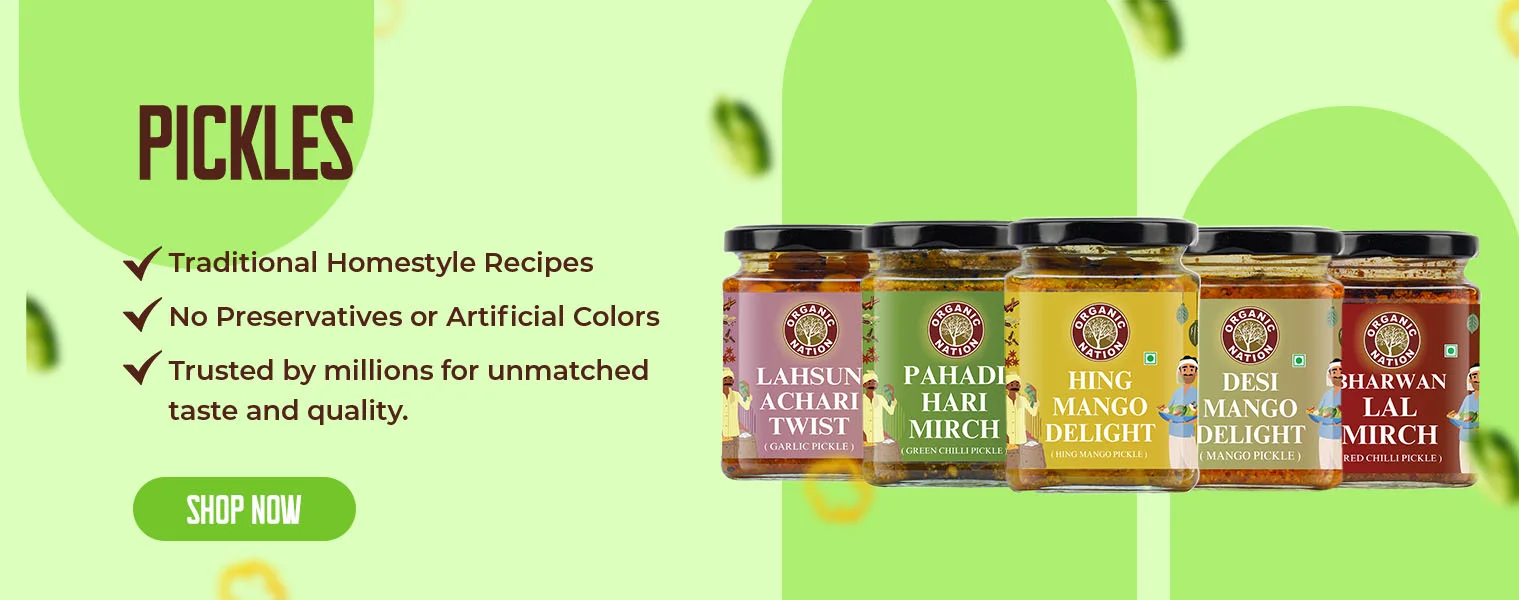 PICKLES
Traditional Homestyle Recipes
No Preservatives or Artificial Colors
Trusted by millions for unmatched
taste and quality.
SHOP NOW
ORGANIC
NATION
LAHSUN
ACHARI
TWIST
( GARLIC PICKLE )
ORGANIC
NATION
PAHADI
HARI
MIRCH
( GREEN CHILLI PICKLE
ORGANIC
NATION
HING
MANGO
DELIGHT
( HING MANGO PICKLE )
ORGANIC
NATION
DESI
MANGO
DELIGHT
( MANGO PICKLE )
ORGANIC
NATION
BHARWAN
LAL
MIRCH
RED CHILLI PICKLE )